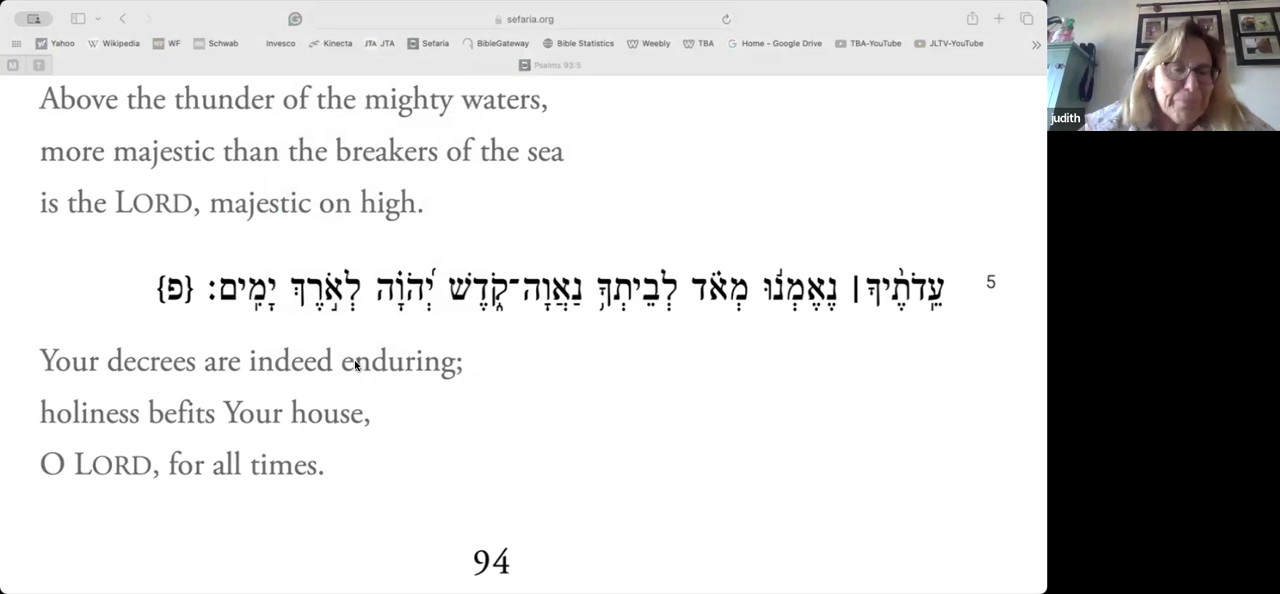 sefaria.org
Yahoo Wikipedia WF Schwab Invesco Kinecta JTA JTA Sefaria BibleGateway Bible Statistics Weebly TBA Home - Google Drive TBA-YouTube JLTV-YouTube
M T Psalms 93:5
judith
Above the thunder of the mighty waters,
more majestic than the breakers of the sea
is the LORD, majestic on high.
5 עֵֽדֹתֶ֨יךָ ׀ נֶאֶמְנ֬וּ מְאֹ֗ד לְבֵיתְךָ֥ נַאֲוָה־קֹ֑דֶשׁ יְ֝הֹוָ֗ה לְאֹ֣רֶךְ יָמִֽים׃ {פ}
Your decrees are indeed enduring;
holiness befits Your house,
O LORD, for all times.
94